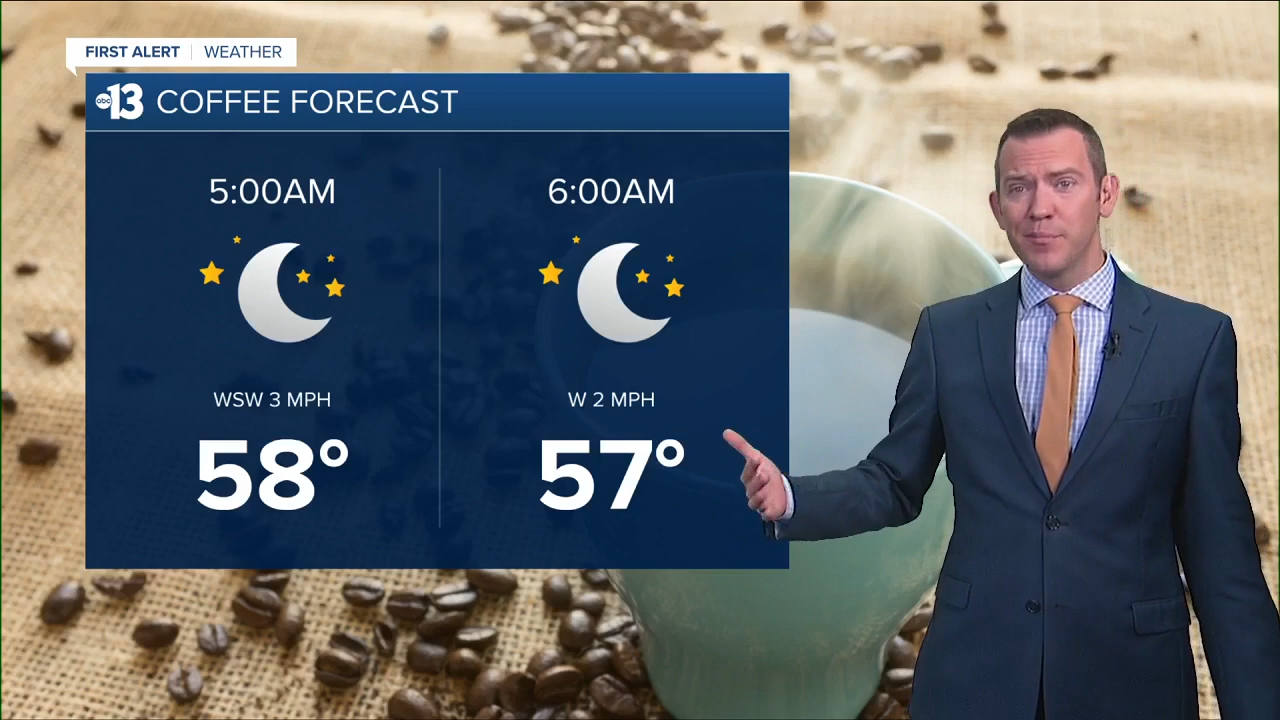 FIRST ALERT | WEATHER
abc 13 COFFEE FORECAST
5:00AM
WSW 3 MPH
58°
6:00AM
W 2 MPH
57°